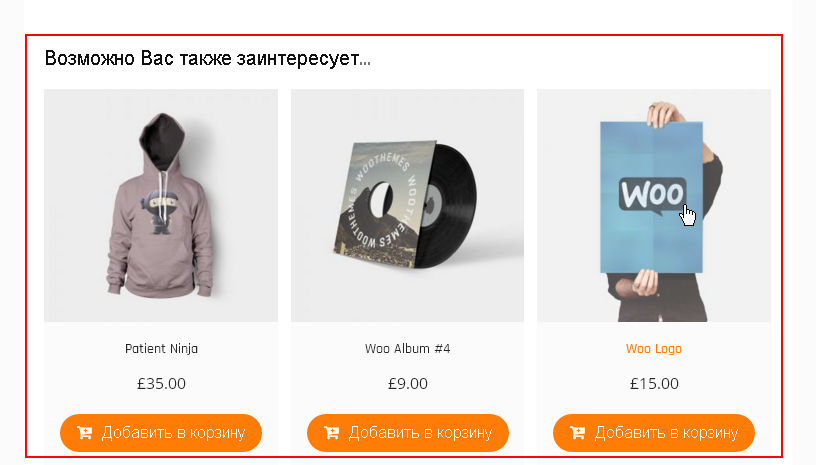 Возможно Вас также заинтересует...
WOOTHEMES WOOTHEMES WOOTHEMES
WOO
Patient Ninja
Woo Album #4
Woo Logo
£35.00
£9.00
£15.00
Добавить в корзину
Добавить в корзину
Добавить в корзину